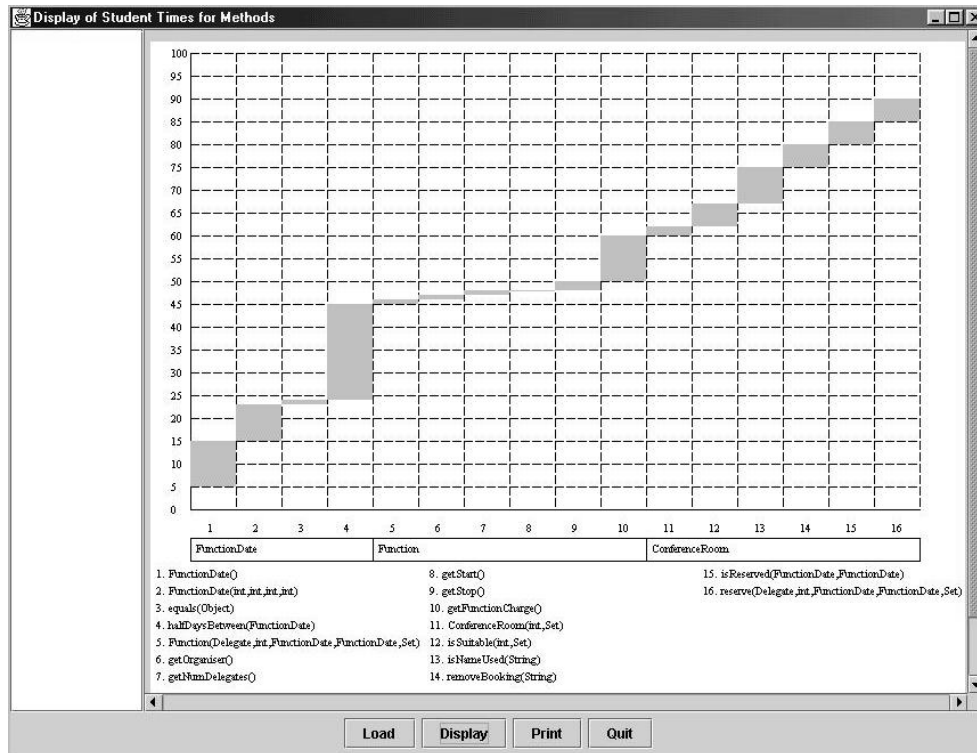 Display of Student Times for Methods
100
95
90
85
80
75
70
65
60
55
50
45
40
35
30
25
20
15
10
5
0
1 2 3 4 5 6 7 8 9 10 11 12 13 14 15 16
FunctionDate Function ConferenceRoom
1. FunctionDate()
2. FunctionDate(int,int,int,int)
3. equals(Object)
4. halfDaysBetween(FunctionDate)
5. Function(Delegate,int,FunctionDate,FunctionDate,Set)
6. getOrganiser()
7. getNumDelegates()
8. getStart()
9. getStop()
10. getFunctionCharge()
11. ConferenceRoom(int,Set)
12. isSuitable(int,Set)
13. isNameUsed(String)
14. removeBooking(String)
15. isReserved(FunctionDate,FunctionDate)
16. reserve(Delegate,int,FunctionDate,FunctionDate,Set)
Load Display Print Quit